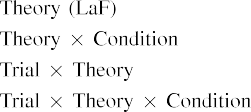 Theory (LaF)
Theory × Condition
Trial × Theory
Trial × Theory × Condition